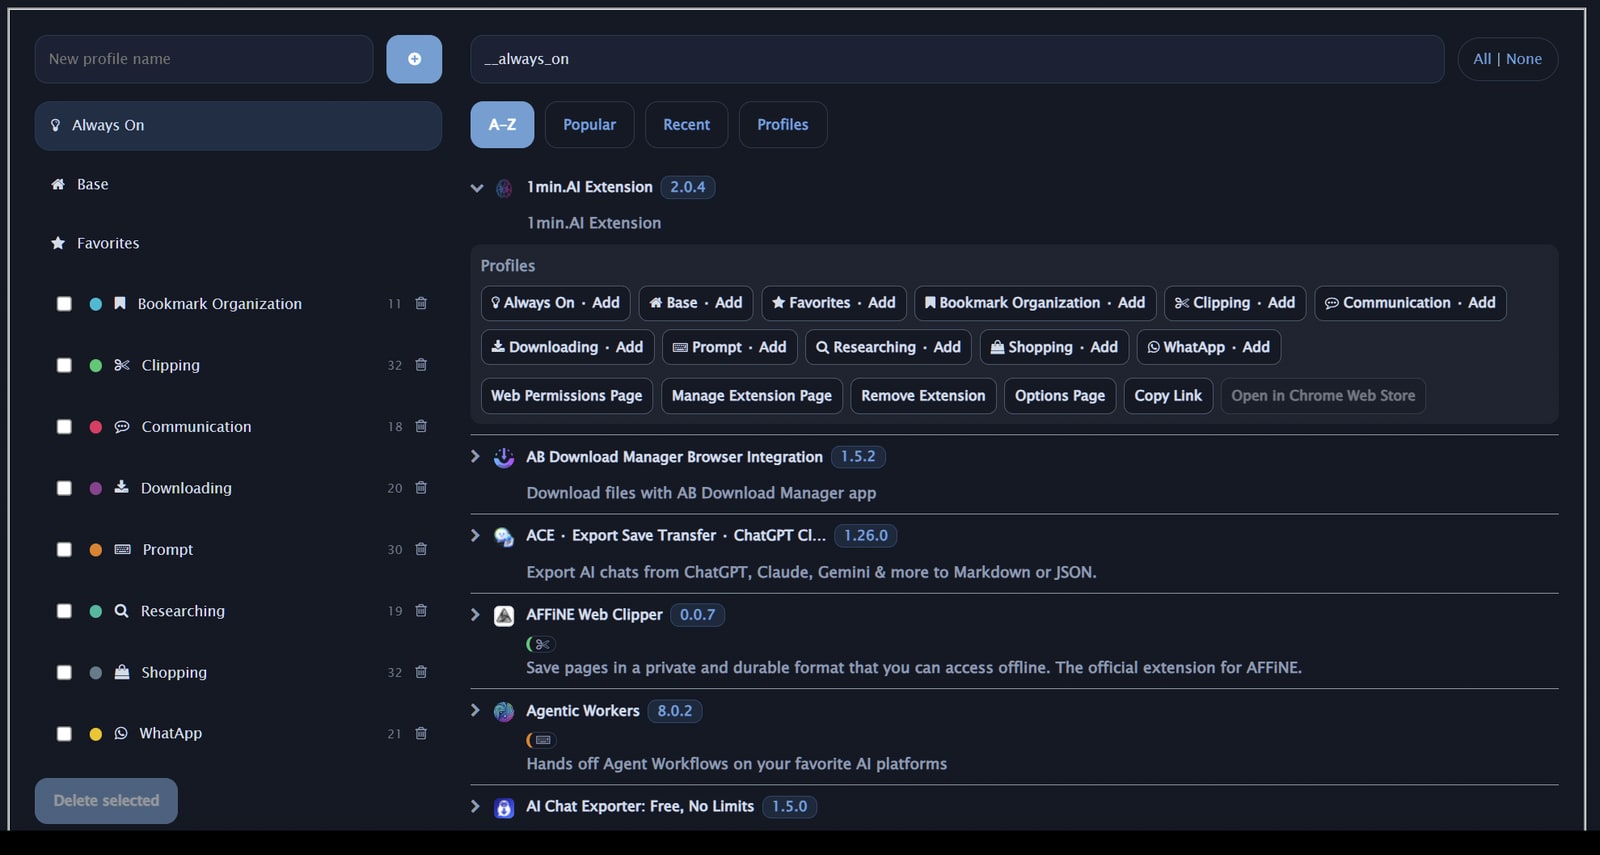 New profile name
Always On
Base
Favorites
Bookmark Organization 11
Clipping 32
Communication 18
Downloading 20
Prompt 30
Researching 19
Shopping 32
WhatApp 21
Delete selected
__always_on
All | None
A–Z Popular Recent Profiles
1min.AI Extension 2.0.4
1min.AI Extension
Profiles
Always On · Add Base · Add Favorites · Add Bookmark Organization · Add Clipping · Add Communication · Add
Downloading · Add Prompt · Add Researching · Add Shopping · Add WhatApp · Add
Web Permissions Page Manage Extension Page Remove Extension Options Page Copy Link Open in Chrome Web Store
AB Download Manager Browser Integration 1.5.2
Download files with AB Download Manager app
ACE · Export Save Transfer · ChatGPT Cl... 1.26.0
Export AI chats from ChatGPT, Claude, Gemini & more to Markdown or JSON.
AFFiNE Web Clipper 0.0.7
Save pages in a private and durable format that you can access offline. The official extension for AFFiNE.
Agentic Workers 8.0.2
Hands off Agent Workflows on your favorite AI platforms
AI Chat Exporter: Free, No Limits 1.5.0